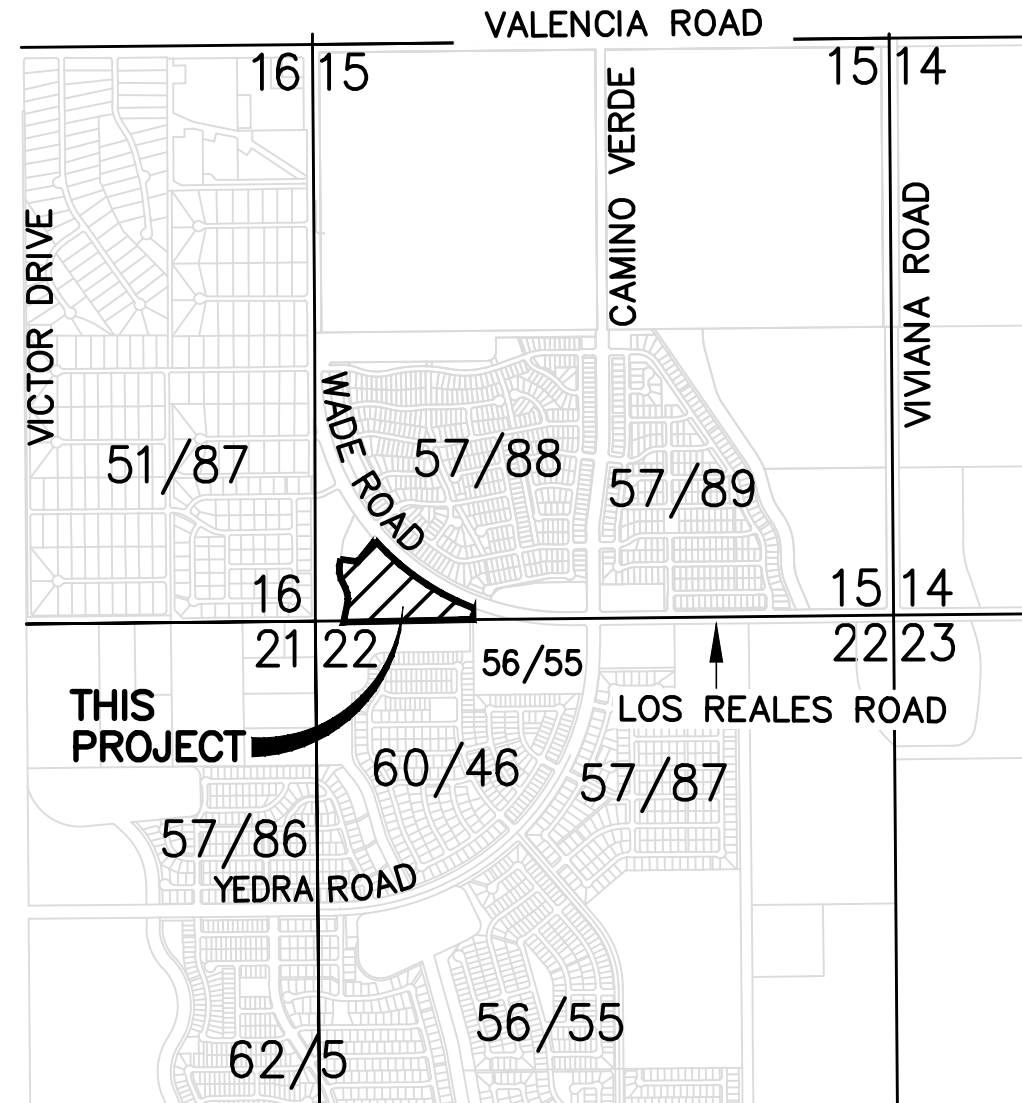 VALENCIA ROAD
16 15
15 14
CAMINO VERDE
VICTOR DRIVE
VIVIANA ROAD
WADE ROAD
51/87
57/88
57/89
16
15 14
21 22
22 23
56/55
THIS
PROJECT
LOS REALES ROAD
60/46
57/87
57/86
YEDRA ROAD
56/55
62/5